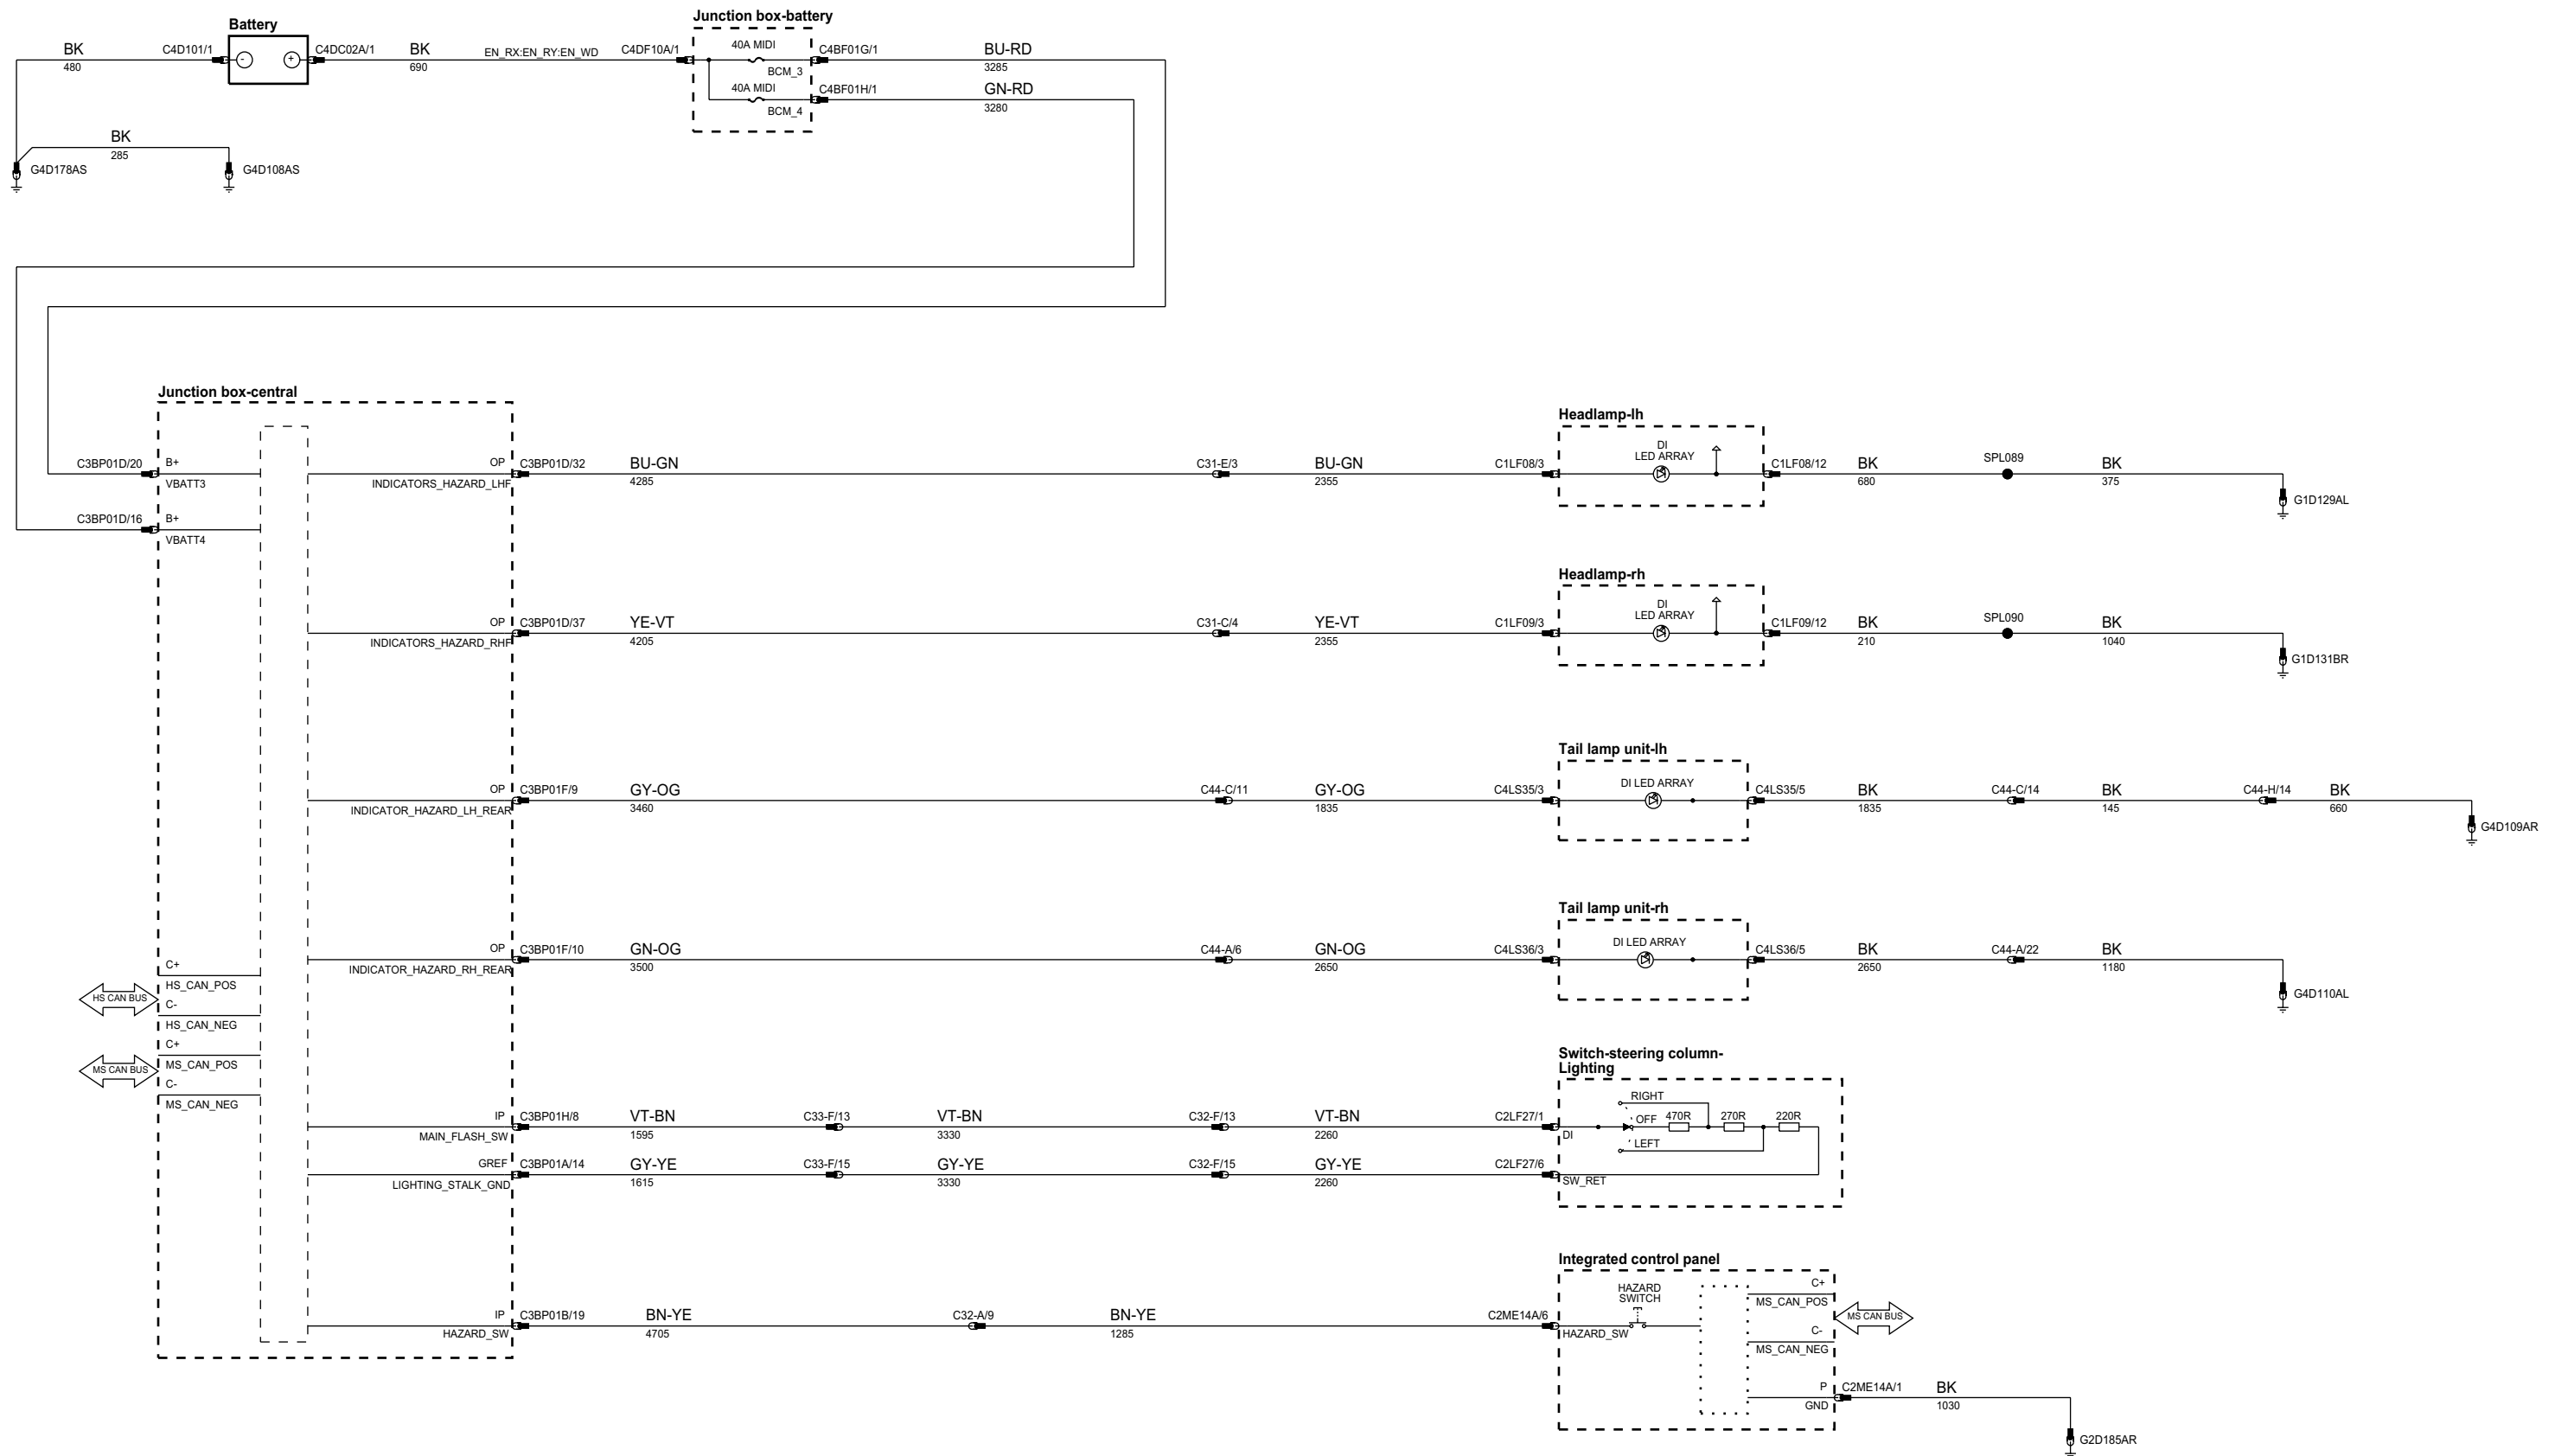 Battery
Junction box-battery
BK
480
C4D101/1
-
+
C4DC02A/1
BK
690
EN_RX:EN_RY:EN_WD
C4DF10A/1
40A MIDI
BCM_3
C4BF01G/1
BU-RD
3285
40A MIDI
BCM_4
C4BF01H/1
GN-RD
3280
BK
285
G4D178AS
G4D108AS
Junction box-central
C3BP01D/20
B+
VBATT3
C3BP01D/16
B+
VBATT4
OP
INDICATORS_HAZARD_LHF
C3BP01D/32
BU-GN
4285
C31-E/3
BU-GN
2355
C1LF08/3
Headlamp-lh
DI
LED ARRAY
C1LF08/12
BK
680
SPL089
BK
375
G1D129AL
OP
INDICATORS_HAZARD_RHF
C3BP01D/37
YE-VT
4205
C31-C/4
YE-VT
2355
C1LF09/3
Headlamp-rh
DI
LED ARRAY
C1LF09/12
BK
210
SPL090
BK
1040
G1D131BR
OP
INDICATOR_HAZARD_LH_REAR
C3BP01F/9
GY-OG
3460
C44-C/11
GY-OG
1835
C4LS35/3
Tail lamp unit-lh
DI LED ARRAY
C4LS35/5
BK
1835
C44-C/14
BK
145
C44-H/14
BK
660
G4D109AR
OP
INDICATOR_HAZARD_RH_REAR
C3BP01F/10
GN-OG
3500
C44-A/6
GN-OG
2650
C4LS36/3
Tail lamp unit-rh
DI LED ARRAY
C4LS36/5
BK
2650
C44-A/22
BK
1180
G4D110AL
HS CAN BUS
C+
HS_CAN_POS
C-
HS_CAN_NEG
MS CAN BUS
C+
MS_CAN_POS
C-
MS_CAN_NEG
IP
MAIN_FLASH_SW
C3BP01H/8
VT-BN
1595
C33-F/13
VT-BN
3330
C32-F/13
VT-BN
2260
C2LF27/1
Switch-steering column-
Lighting
DI
RIGHT
OFF
LEFT
470R
270R
220R
GREF
LIGHTING_STALK_GND
C3BP01A/14
GY-YE
1615
C33-F/15
GY-YE
3330
C32-F/15
GY-YE
2260
C2LF27/6
SW_RET
IP
HAZARD_SW
C3BP01B/19
BN-YE
4705
C32-A/9
BN-YE
1285
C2ME14A/6
Integrated control panel
HAZARD_SW
HAZARD
SWITCH
C+
MS_CAN_POS
C-
MS_CAN_NEG
MS CAN BUS
P
GND
C2ME14A/1
BK
1030
G2D185AR